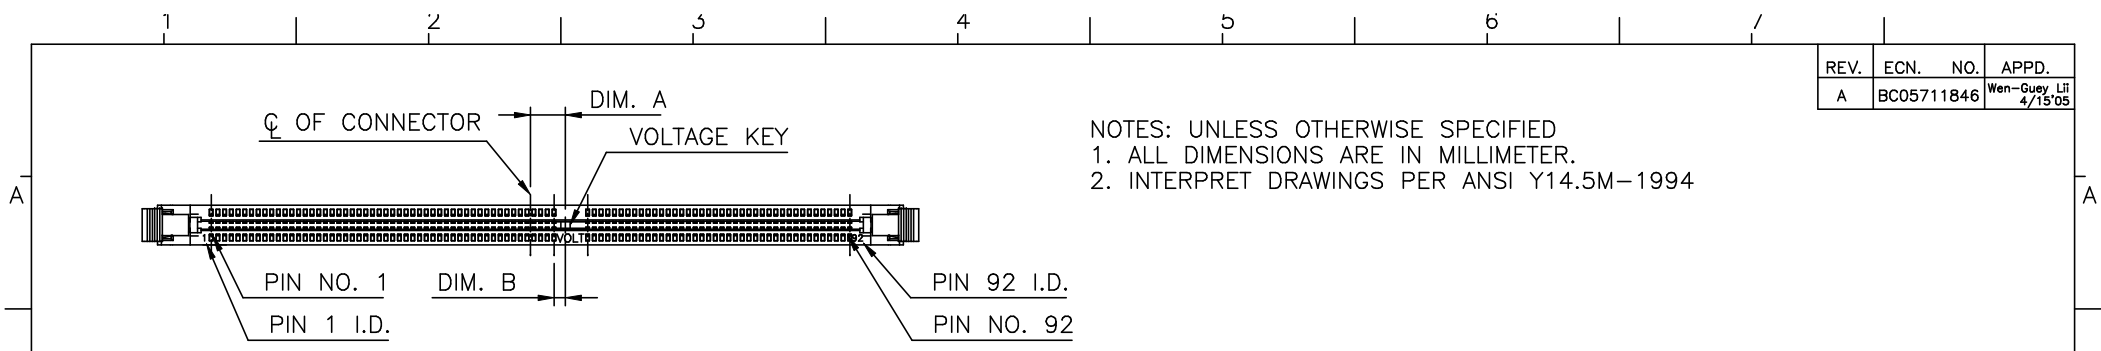 1 2 3 4 5 6 7
REV. ECN. NO. APPD.
A BC05711846 Wen-Guey Lii 4/15'05
DIM. A
℄ OF CONNECTOR
VOLTAGE KEY
NOTES: UNLESS OTHERWISE SPECIFIED
1. ALL DIMENSIONS ARE IN MILLIMETER.
2. INTERPRET DRAWINGS PER ANSI Y14.5M-1994
A A
1 VOLT 92
PIN NO. 1 DIM. B PIN 92 I.D.
PIN 1 I.D. PIN NO. 92